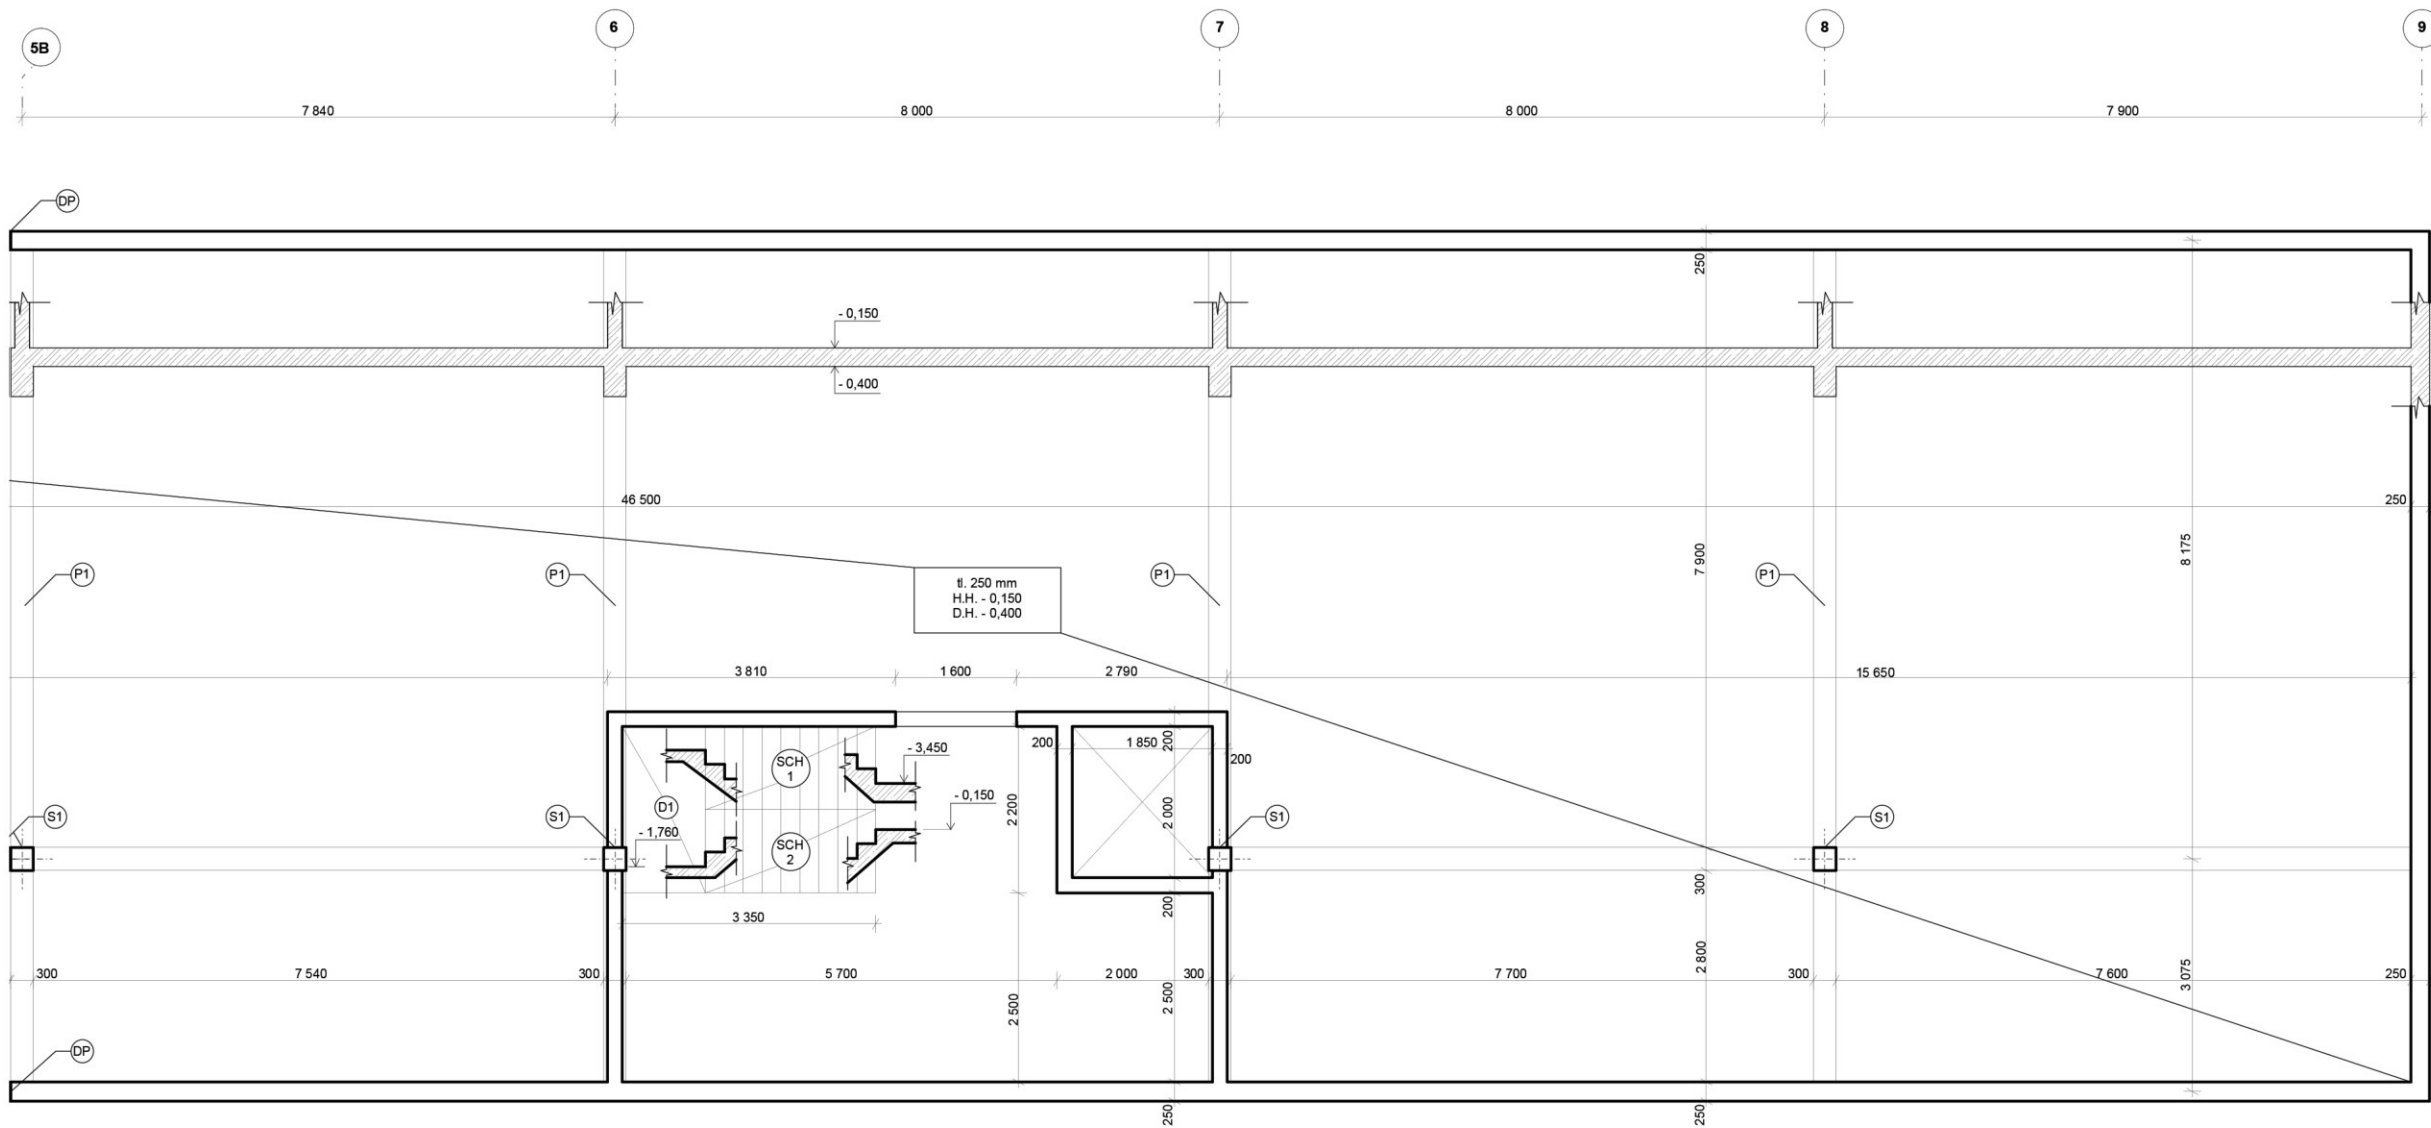 5B
6
7
8
9
7 840
8 000
8 000
7 900
DP
250
- 0,150
- 0,400
46 500
250
7 900
8 175
P1
P1
P1
P1
tl. 250 mm
H.H. - 0,150
D.H. - 0,400
3 810
1 600
2 790
15 650
200
1 850
200
200
SCH
1
- 3,450
D1
- 0,150
2 200
2 000
S1
S1
S1
S1
- 1,760
SCH
2
300
200
3 350
2 800
300
7 540
300
5 700
2 000
300
7 700
300
7 600
250
3 075
2 500
2 500
DP
250
250